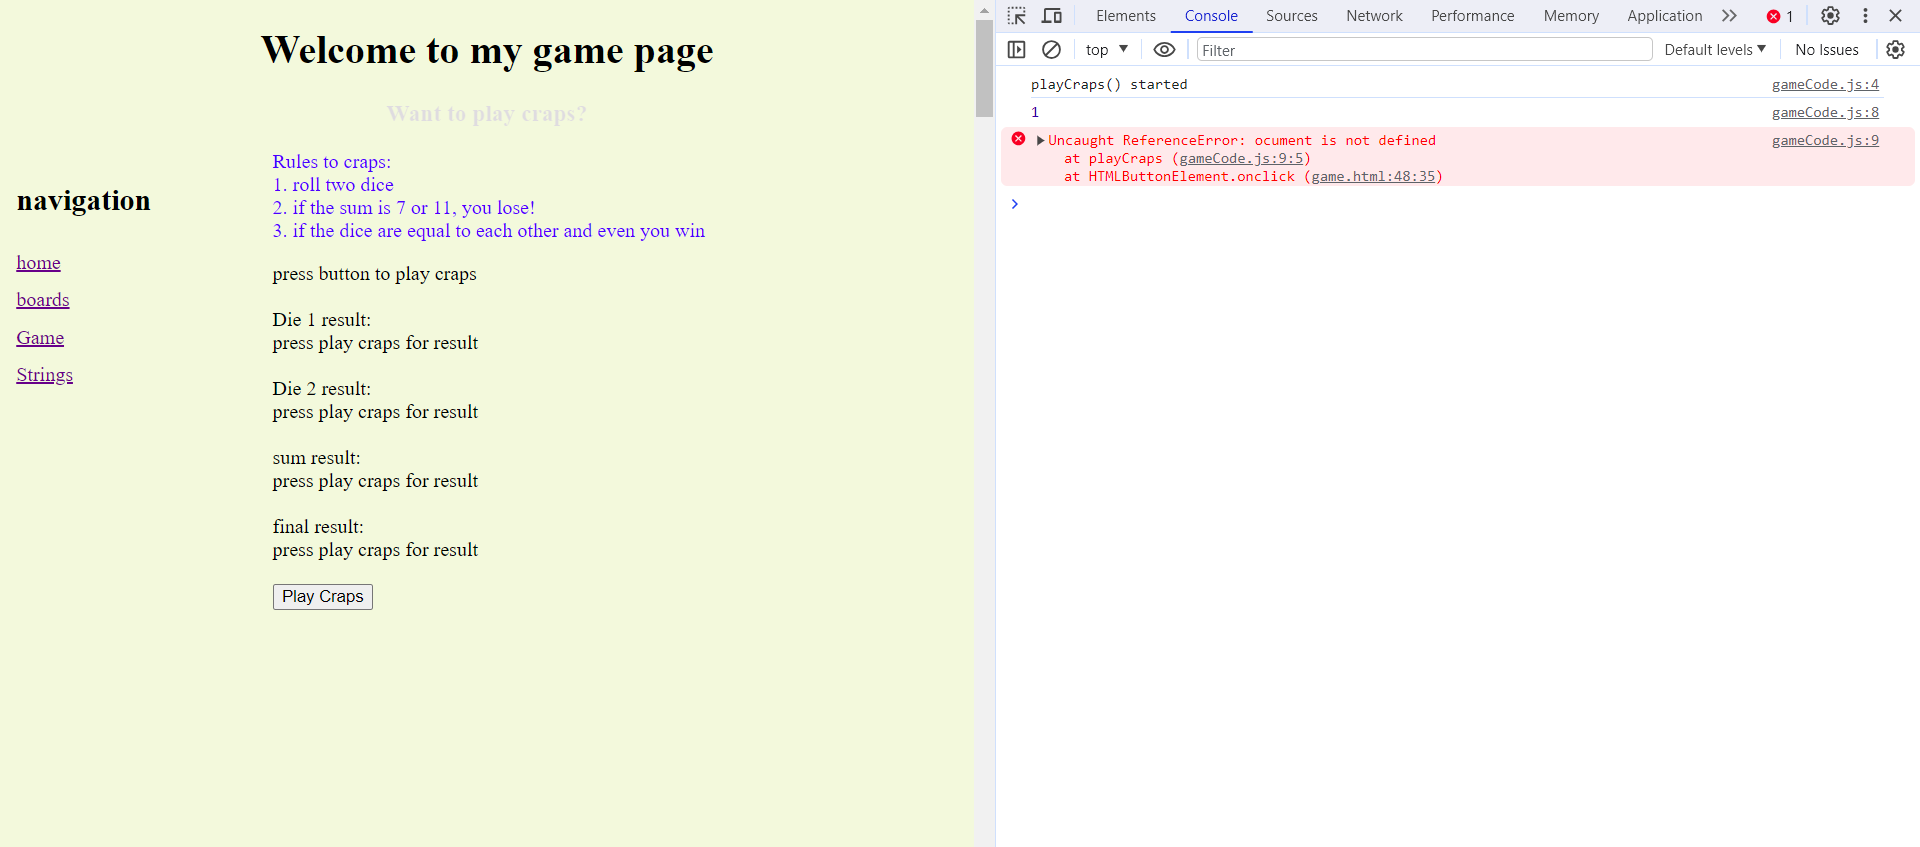 Welcome to my game page
Want to play craps?
navigation
home
boards
Game
Strings
Rules to craps:
1. roll two dice
2. if the sum is 7 or 11, you lose!
3. if the dice are equal to each other and even you win
press button to play craps
Die 1 result:
press play craps for result
Die 2 result:
press play craps for result
sum result:
press play craps for result
final result:
press play craps for result
Play Craps
Elements Console Sources Network Performance Memory Application 1
top Filter Default levels No Issues
playCraps() started gameCode.js:4
1 gameCode.js:8
Uncaught ReferenceError: ocument is not defined gameCode.js:9
at playCraps (gameCode.js:9:5)
at HTMLButtonElement.onclick (game.html:48:35)